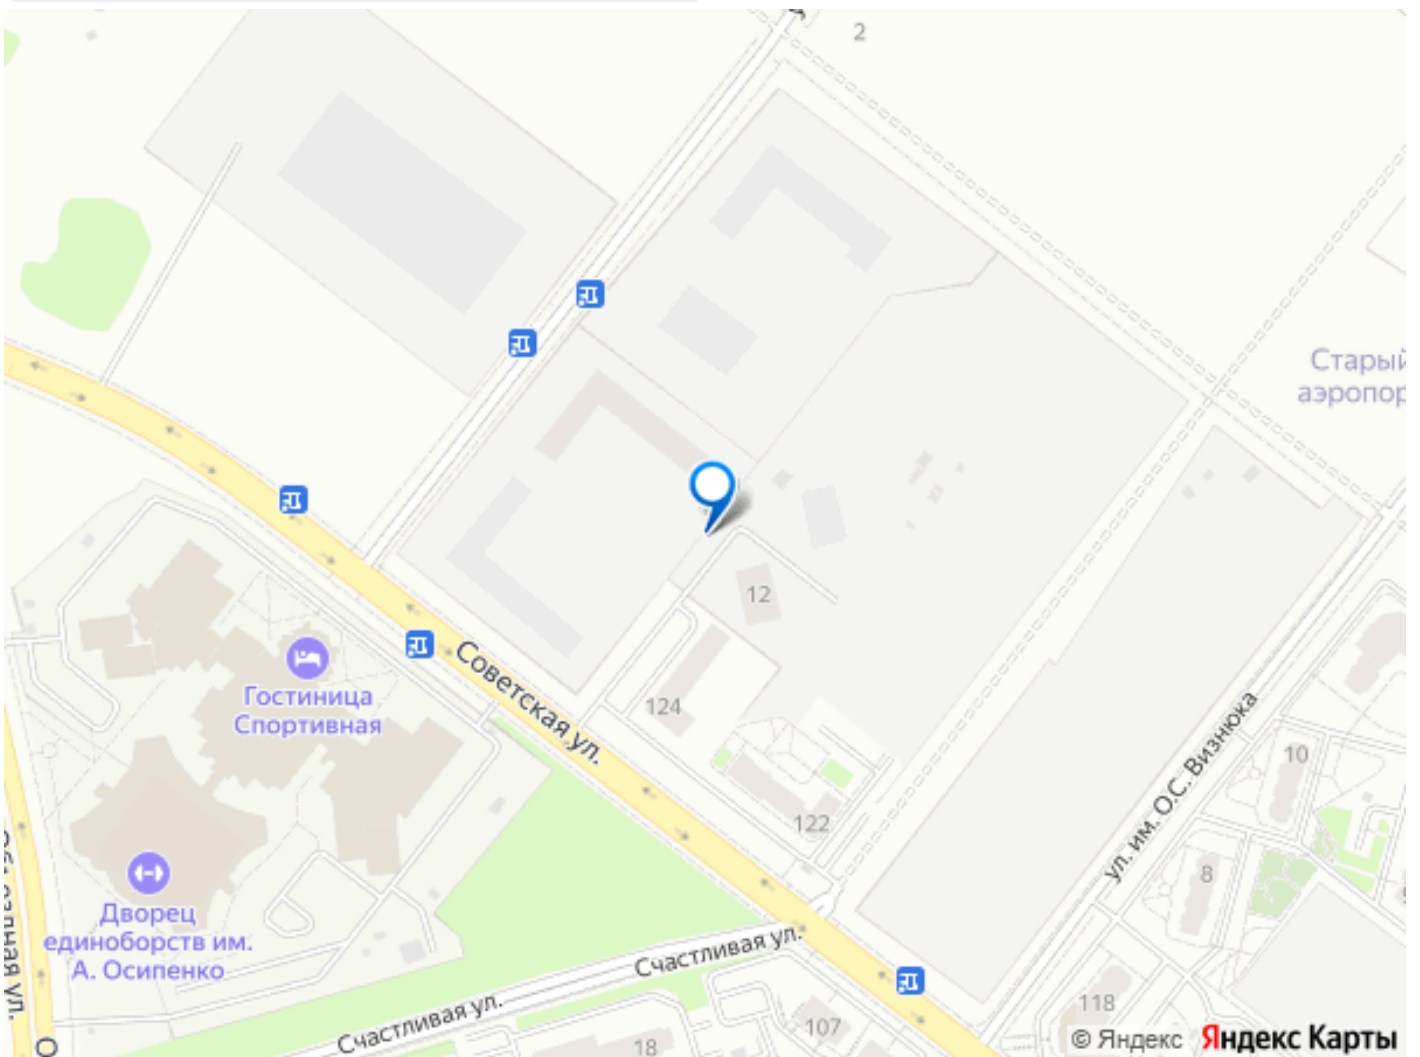 2
Старый
аэропор
12
Советская ул.
Гостиница
Спортивная
124
122
ул. им. О.С. Визнюка
10
8
Дворец
единоборств им.
А. Осипенко
Счастливая ул.
Счастливая ул.
118
107
18
© Яндекс Яндекс Карты